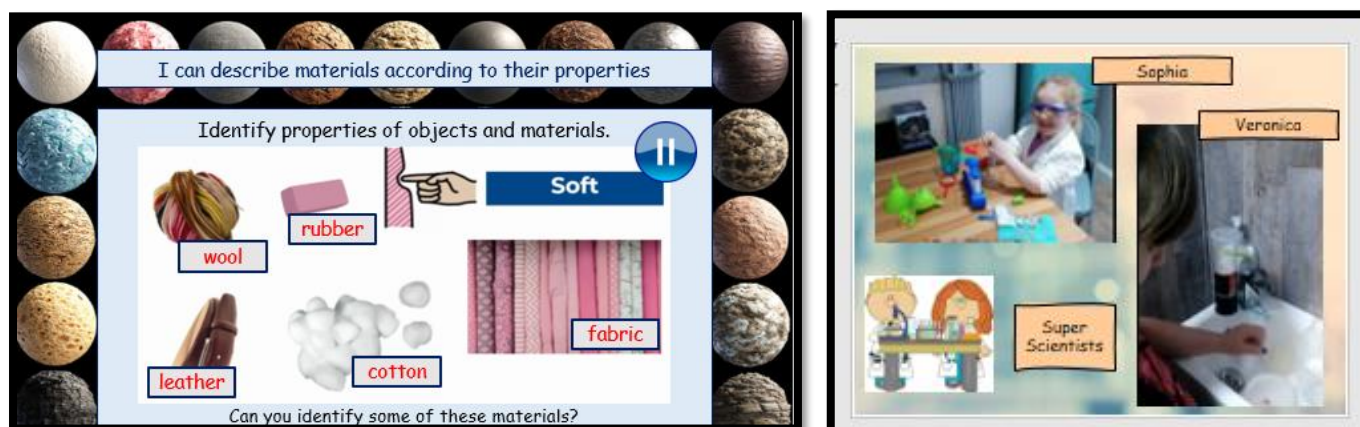 I can describe materials according to their properties
Identify properties of objects and materials.
Soft
rubber
wool
fabric
cotton
leather
Can you identify some of these materials?
Sophia
Veronica
Super
Scientists